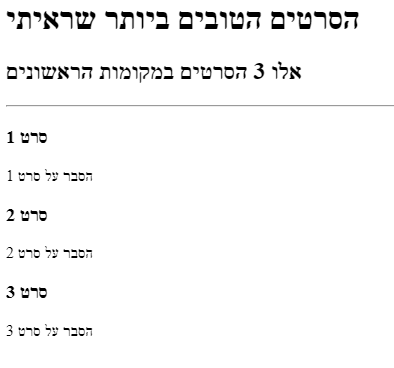 הסרטים הטובים ביותר שראיתי
אלו 3 הסרטים במקומות הראשונים
סרט 1
הסבר על סרט 1
סרט 2
הסבר על סרט 2
סרט 3
הסבר על סרט 3